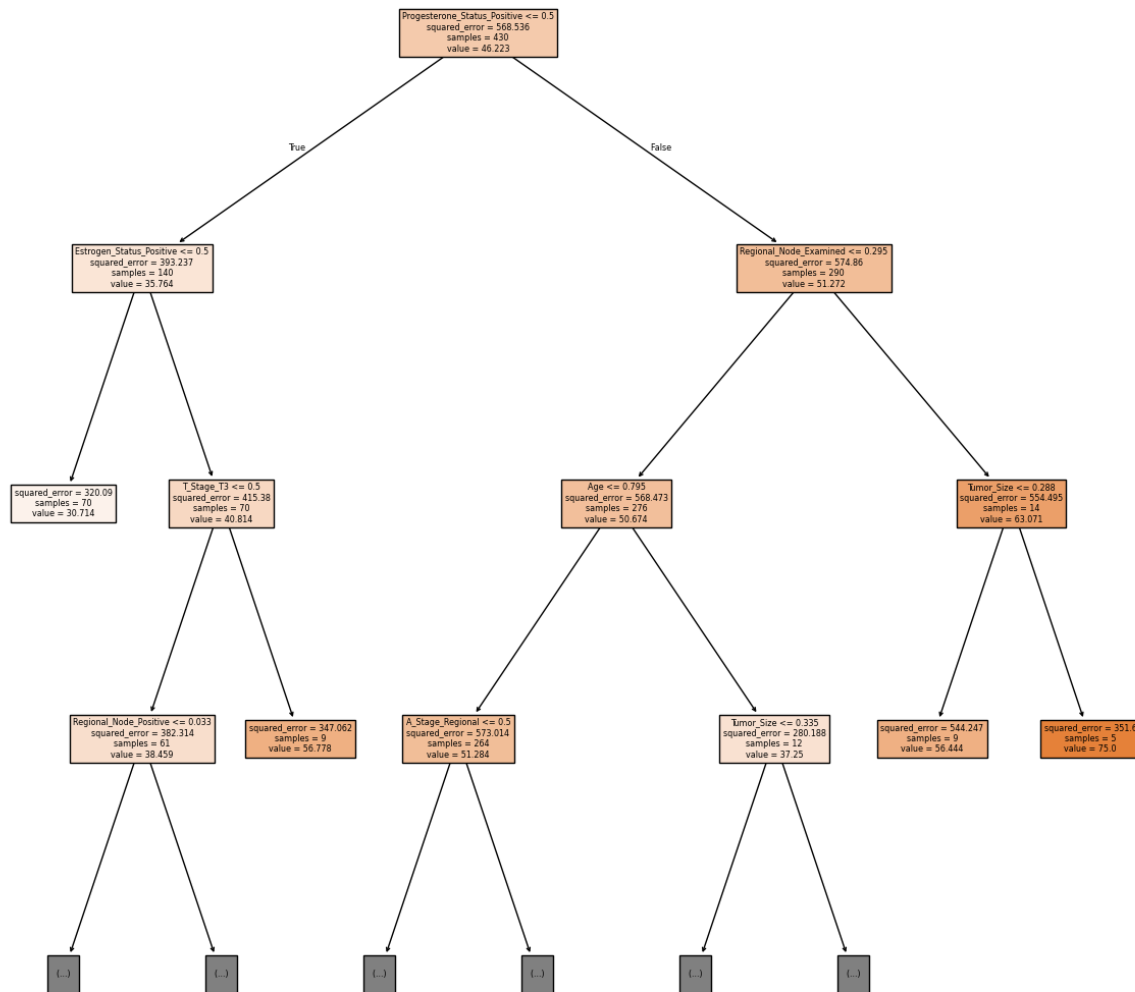 Progesterone_Status_Positive <= 0.5
squared_error = 568.536
samples = 430
value = 46.223
True
False
Estrogen_Status_Positive <= 0.5
squared_error = 393.237
samples = 140
value = 35.764
Regional_Node_Examined <= 0.295
squared_error = 574.86
samples = 290
value = 51.272
squared_error = 320.09
samples = 70
value = 30.714
T_Stage_T3 <= 0.5
squared_error = 415.38
samples = 70
value = 40.814
Age <= 0.795
squared_error = 568.473
samples = 276
value = 50.674
Tumor_Size <= 0.288
squared_error = 554.495
samples = 14
value = 63.071
Regional_Node_Positive <= 0.033
squared_error = 382.314
samples = 61
value = 38.459
squared_error = 347.062
samples = 9
value = 56.778
A_Stage_Regional <= 0.5
squared_error = 573.014
samples = 264
value = 51.284
Tumor_Size <= 0.335
squared_error = 280.188
samples = 12
value = 37.25
squared_error = 544.247
samples = 9
value = 56.444
squared_error = 351.6
samples = 5
value = 75.0
(...)
(...)
(...)
(...)
(...)
(...)